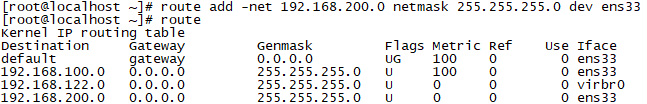 [root@localhost ~]# route add -net 192.168.200.0 netmask 255.255.255.0 dev ens33
[root@localhost ~]# route
Kernel IP routing table
Destination     Gateway         Genmask         Flags Metric Ref    Use Iface
default         gateway         0.0.0.0         UG    100    0        0 ens33
192.168.100.0   0.0.0.0         255.255.255.0   U     100    0        0 ens33
192.168.122.0   0.0.0.0         255.255.255.0   U     0      0        0 virbr0
192.168.200.0   0.0.0.0         255.255.255.0   U     0      0        0 ens33